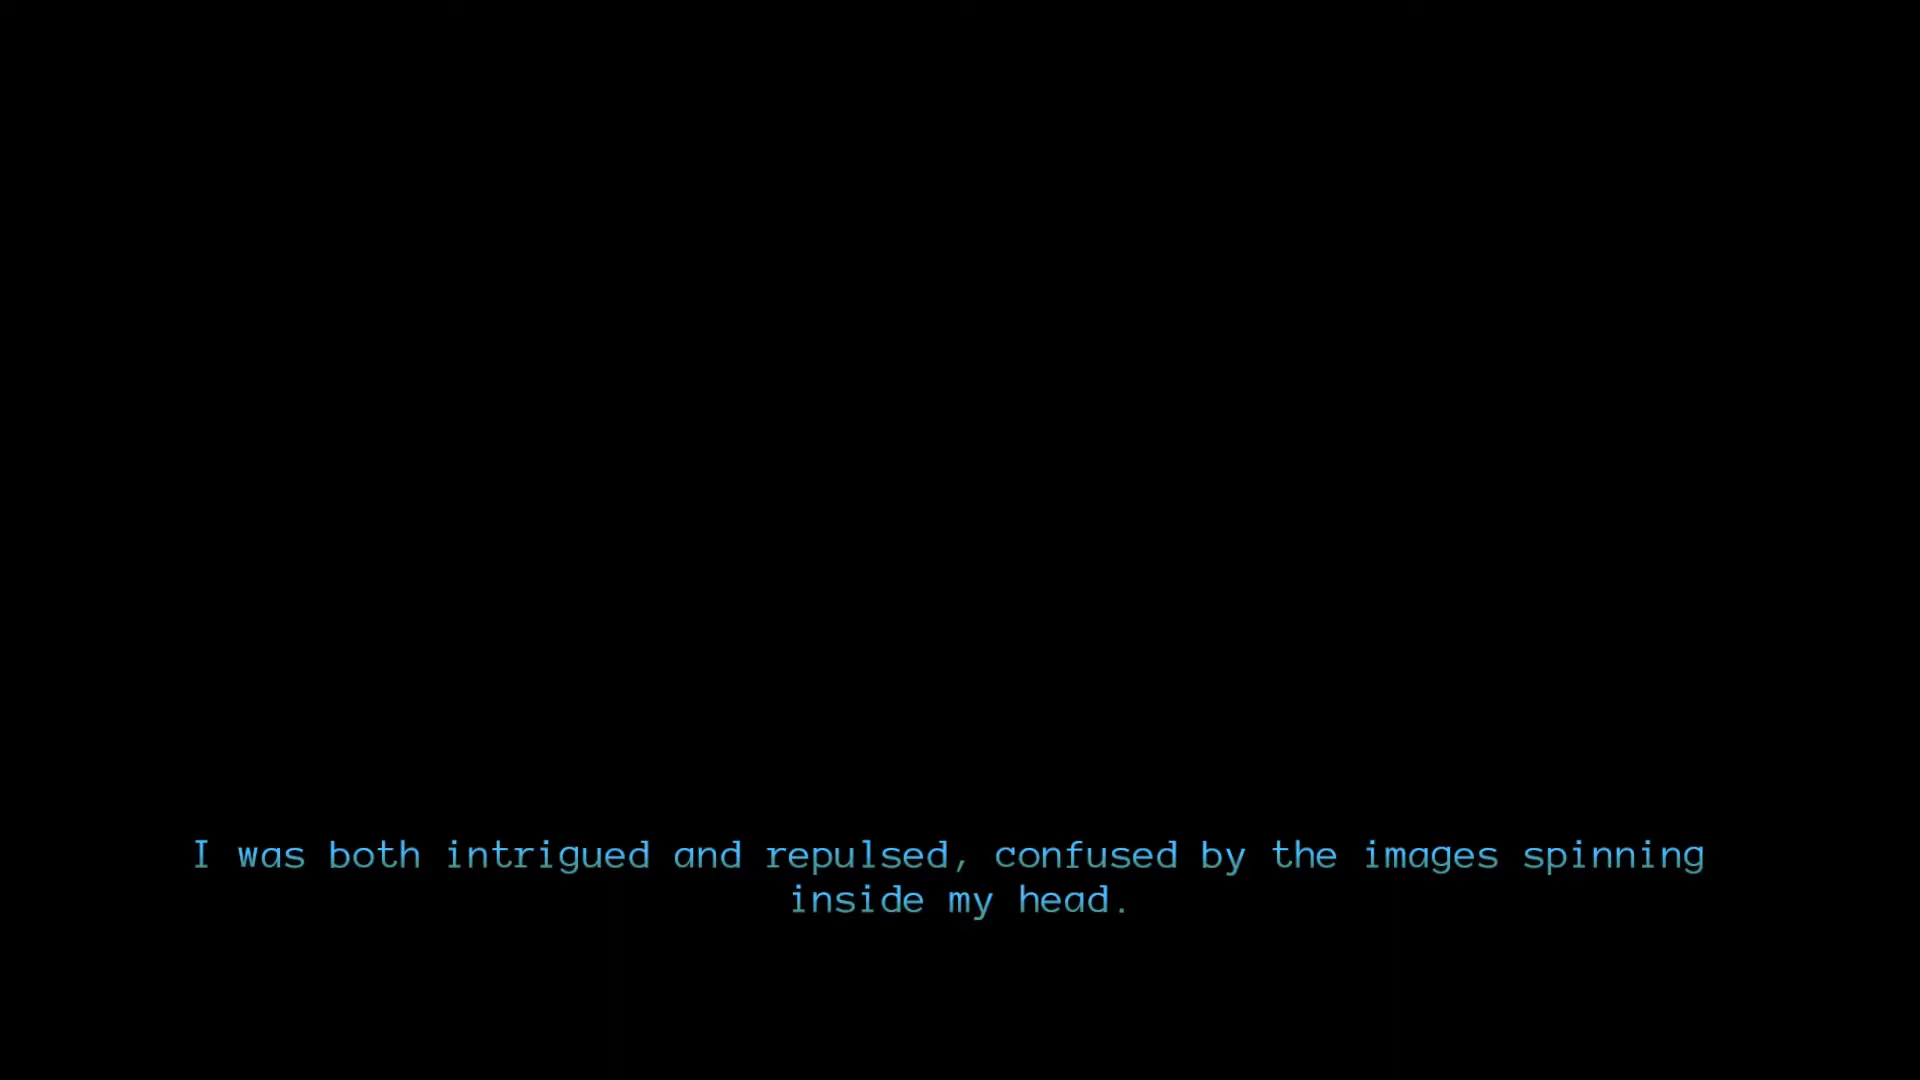 I was both intrigued and repulsed, confused by the images spinning
inside my head.